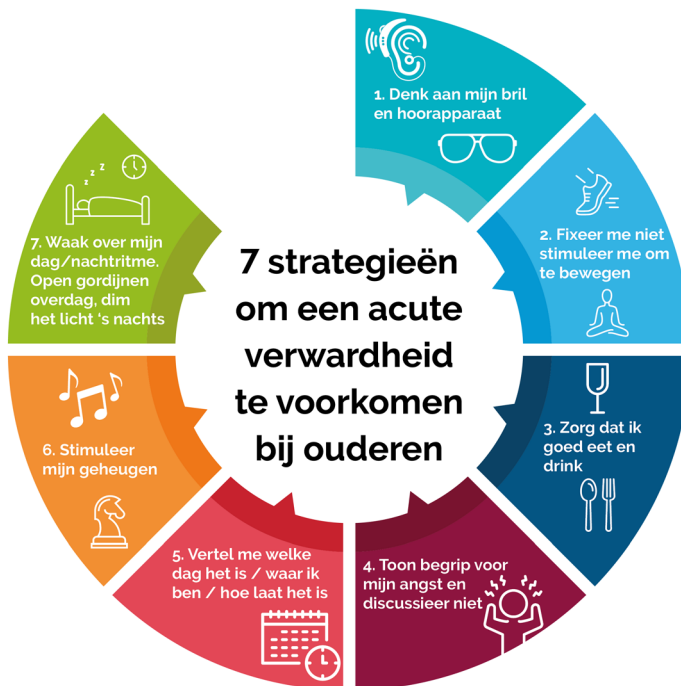 7 strategieën
om een acute
verwardheid
te voorkomen
bij ouderen
1. Denk aan mijn bril
en hoorapparaat
2. Fixeer me niet
stimuleer me om
te bewegen
3. Zorg dat ik
goed eet en
drink
4. Toon begrip voor
mijn angst en
discussieer niet
5. Vertel me welke
dag het is / waar ik
ben / hoe laat het is
6. Stimuleer
mijn geheugen
z z z
7. Waak over mijn
dag/nachtritme.
Open gordijnen
overdag, dim
het licht ‘s nachts